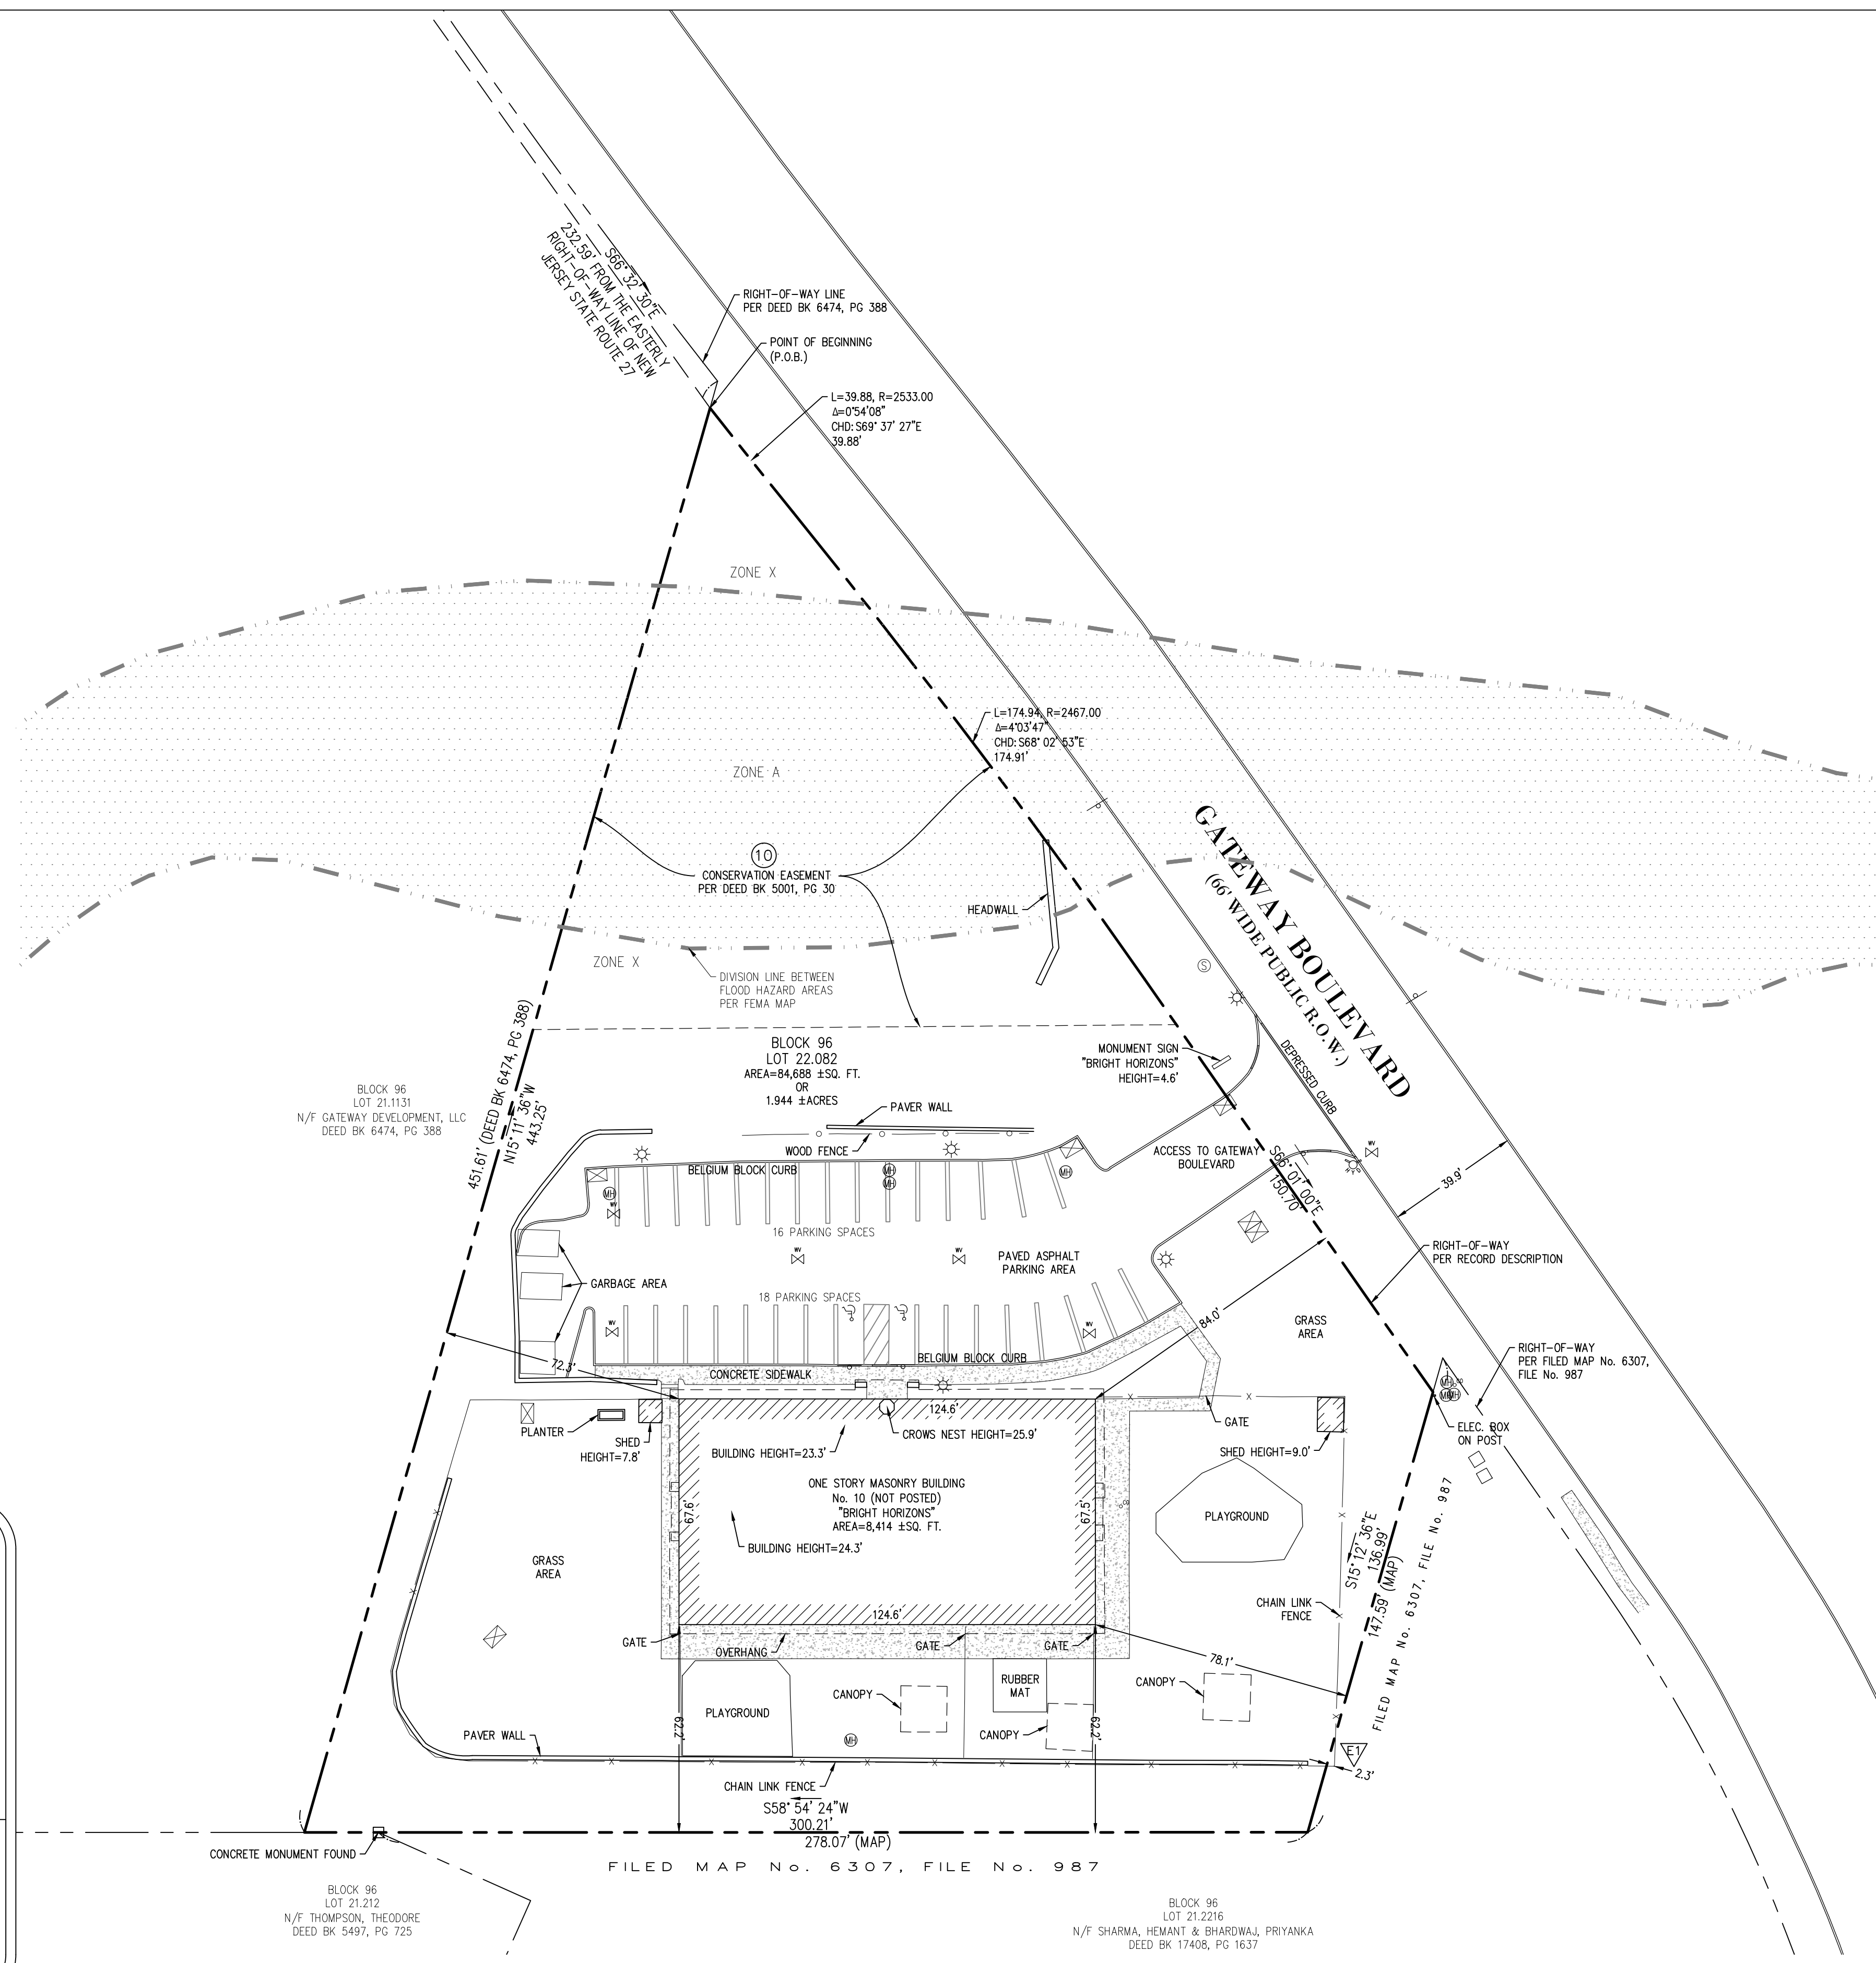 S66° 32' 30"E
232.59' FROM THE EASTERLY
RIGHT-OF-WAY LINE OF NEW
JERSEY STATE ROUTE 27
RIGHT-OF-WAY LINE
PER DEED BK 6474, PG 388
POINT OF BEGINNING
(P.O.B.)
L=39.88, R=2533.00
Δ=0°54'08"
CHD: S69° 37' 27"E
39.88'
ZONE X
L=174.94, R=2467.00
Δ=4°03'47"
CHD: S68° 02' 53"E
174.91'
ZONE A
10
CONSERVATION EASEMENT
PER DEED BK 5001, PG 30
HEADWALL
GATEWAY BOULEVARD
(66' WIDE PUBLIC R.O.W.)
ZONE X
DIVISION LINE BETWEEN
FLOOD HAZARD AREAS
PER FEMA MAP
S
451.61' (DEED BK 6474, PG 388)
N15° 11' 36"W
443.25'
BLOCK 96
LOT 22.082
AREA=84,688 ±SQ. FT.
OR
1.944 ±ACRES
MONUMENT SIGN
"BRIGHT HORIZONS"
HEIGHT=4.6'
DEPRESSED CURB
BLOCK 96
LOT 21.1131
N/F GATEWAY DEVELOPMENT, LLC
DEED BK 6474, PG 388
PAVER WALL
WOOD FENCE
BELGIUM BLOCK CURB
MH
MH
MH
MH
WV
WV
ACCESS TO GATEWAY
BOULEVARD
S66° 01' 00"E
150.70'
39.9'
16 PARKING SPACES
WV
WV
PAVED ASPHALT
PARKING AREA
RIGHT-OF-WAY
PER RECORD DESCRIPTION
GARBAGE AREA
18 PARKING SPACES
WV
WV
84.0'
GRASS
AREA
RIGHT-OF-WAY
PER FILED MAP No. 6307,
FILE No. 987
72.3'
BELGIUM BLOCK CURB
CONCRETE SIDEWALK
MH
MH
MH
124.6'
PLANTER
SHED
HEIGHT=7.8'
CROWS NEST HEIGHT=25.9'
BUILDING HEIGHT=23.3'
GATE
SHED HEIGHT=9.0'
ELEC. BOX
ON POST
ONE STORY MASONRY BUILDING
No. 10 (NOT POSTED)
"BRIGHT HORIZONS"
AREA=8,414 ±SQ. FT.
67.6'
67.5'
BUILDING HEIGHT=24.3'
PLAYGROUND
GRASS
AREA
S15° 12' 36"E
136.99'
147.59' (MAP)
FILED MAP No. 6307, FILE No. 987
CHAIN LINK
FENCE
124.6'
GATE
OVERHANG
GATE
GATE
78.1'
RUBBER
MAT
CANOPY
CANOPY
PLAYGROUND
62.2'
62.2'
CANOPY
PAVER WALL
MH
E1
2.3'
CHAIN LINK FENCE
S58° 54' 24"W
300.21'
278.07' (MAP)
FILED MAP No. 6307, FILE No. 987
CONCRETE MONUMENT FOUND
BLOCK 96
LOT 21.212
N/F THOMPSON, THEODORE
DEED BK 5497, PG 725
BLOCK 96
LOT 21.2216
N/F SHARMA, HEMANT & BHARDWAJ, PRIYANKA
DEED BK 17408, PG 1637